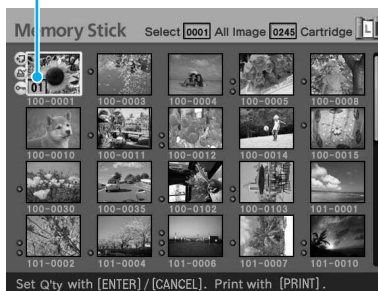 Memory Stick Select 0001 All Image 0245 Cartridge L
01
100-0001 100-0003 100-0004 100-0005 100-0008
100-0010 100-0011 100-0012 100-0014 100-0015
100-0030 100-0035 100-0102 100-0103 101-0001
101-0002 101-0004 101-0006 101-0007 101-0010
Set Q'ty with [ENTER]/[CANCEL]. Print with [PRINT].